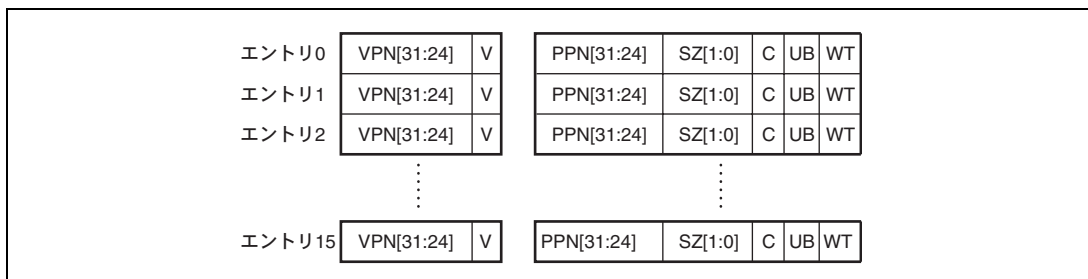 エントリ0 VPN[31:24] V PPN[31:24] SZ[1:0] C UB WT
エントリ1 VPN[31:24] V PPN[31:24] SZ[1:0] C UB WT
エントリ2 VPN[31:24] V PPN[31:24] SZ[1:0] C UB WT
エントリ15 VPN[31:24] V PPN[31:24] SZ[1:0] C UB WT